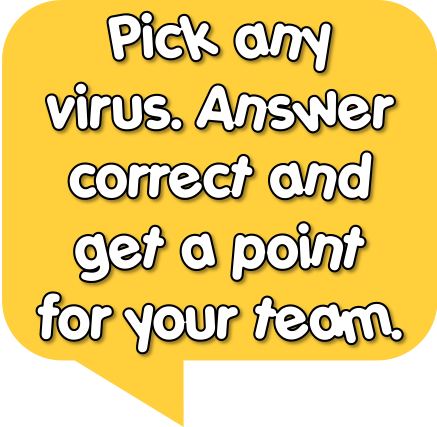 Pick any
virus. Answer
correct and
get a point
for your team.